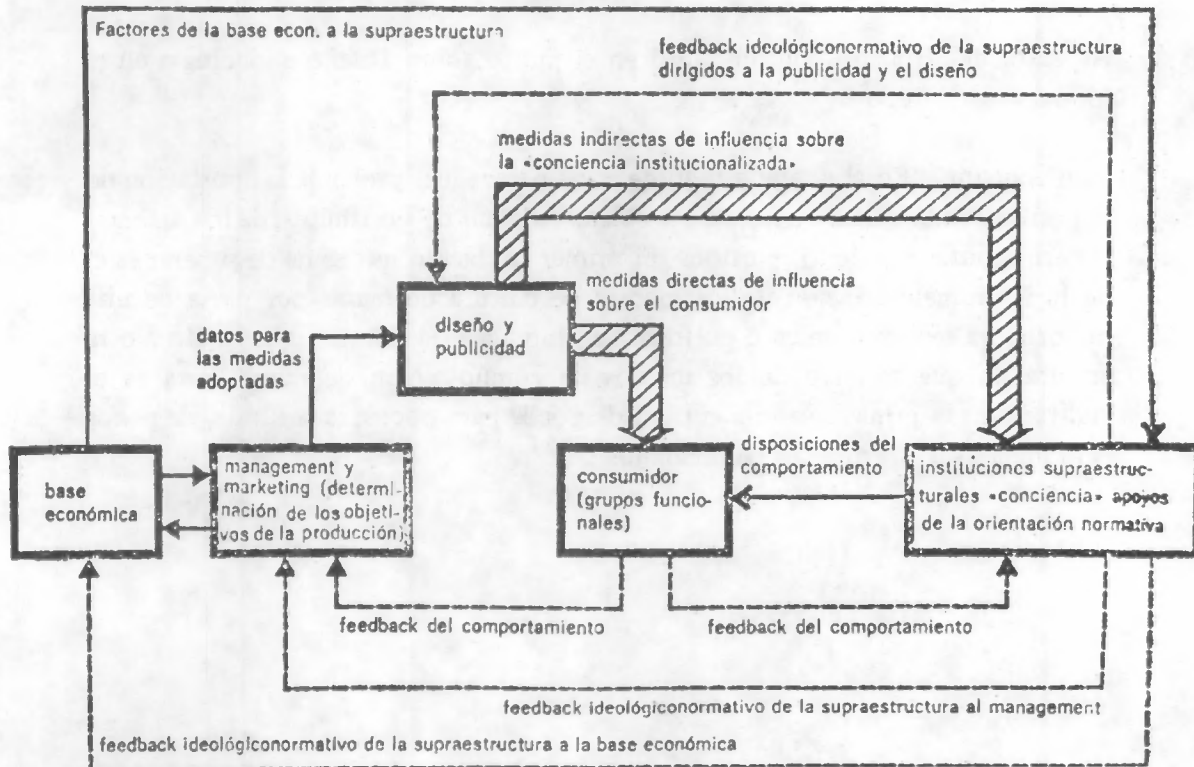 Factores de la base econ. a la supraestructura
feedback ideológiconormativo de la supraestructura
dirigidos a la publicidad y el diseño
medidas indirectas de influencia sobre
la «conciencia institucionalizada»
medidas directas de influencia
sobre el consumidor
diseño y
publicidad
datos para
las medidas
adoptadas
base
económica
management y
marketing (determi-
nación de los objeti-
vos de la producción)
consumidor
(grupos funcio-
nales)
disposiciones del
comportamiento
instituciones supraestruc-
turales «conciencia» apoyos
de la orientación normativa
feedback del comportamiento
feedback del comportamiento
feedback ideológiconormativo de la supraestructura al management
feedback ideológiconormativo de la supraestructura a la base económica